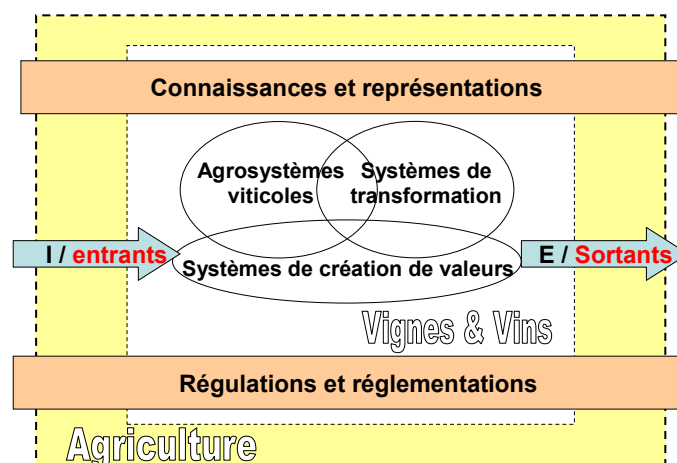 Connaissances et représentations
Agrosystèmes
viticoles
Systèmes de
transformation
I / entrants
E / Sortants
Systèmes de création de valeurs
Vignes & Vins
Régulations et réglementations
Agriculture